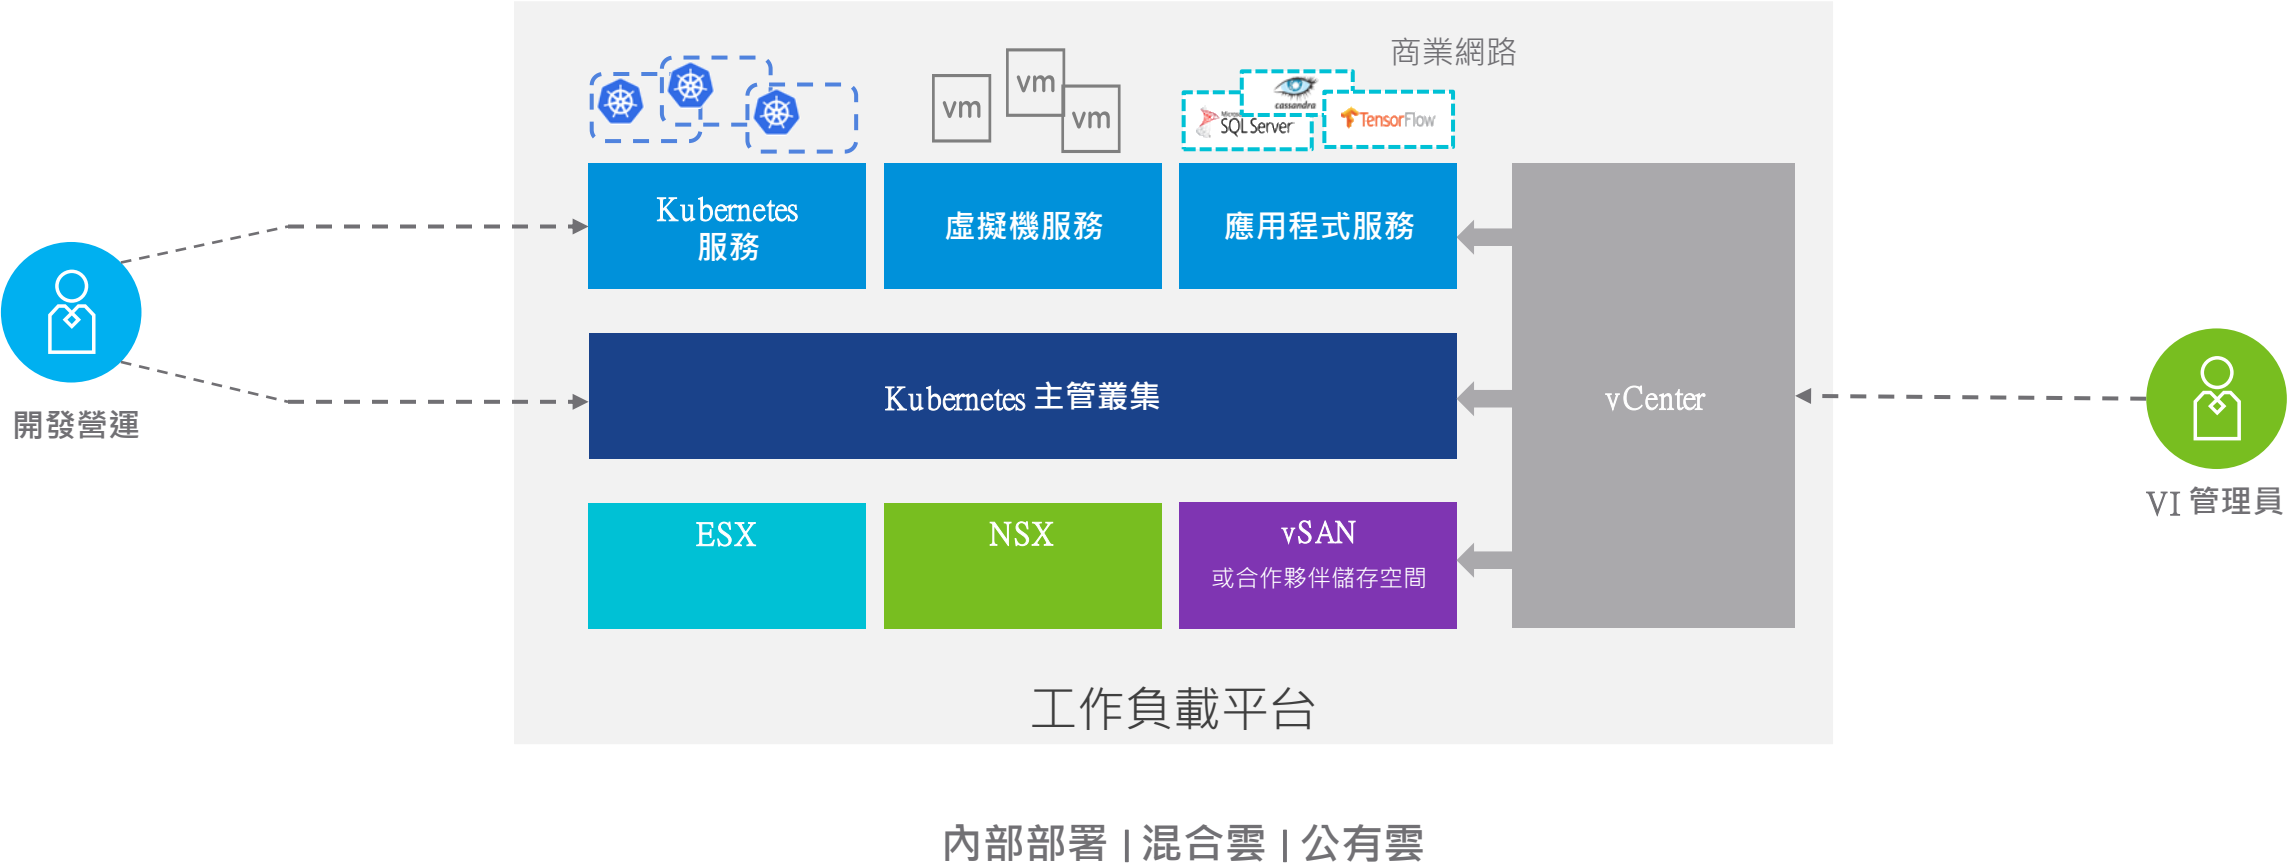 商業網路
vm
vm
vm
cassandra
SQL Server
TensorFlow
Kubernetes
服務
虛擬機服務
應用程式服務
開發營運
Kubernetes 主管叢集
vCenter
VI 管理員
ESX
NSX
vSAN
或合作夥伴儲存空間
工作負載平台
內部部署 | 混合雲 | 公有雲